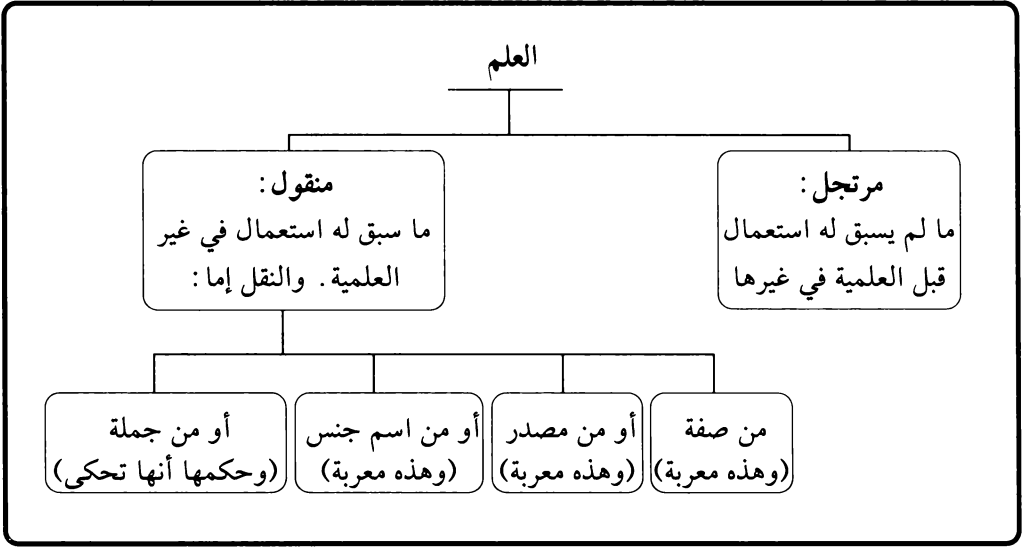 العلم
مرتجل:
ما لم يسبق له استعمال
قبل العلمية في غيرها
منقول:
ما سبق له استعمال في غير
العلمية. والنقل إما:
من صفة
(وهذه معربة)
أو من مصدر
(وهذه معربة)
أو من اسم جنس
(وهذه معربة)
أو من جملة
(وحكمها أنها تحكى)